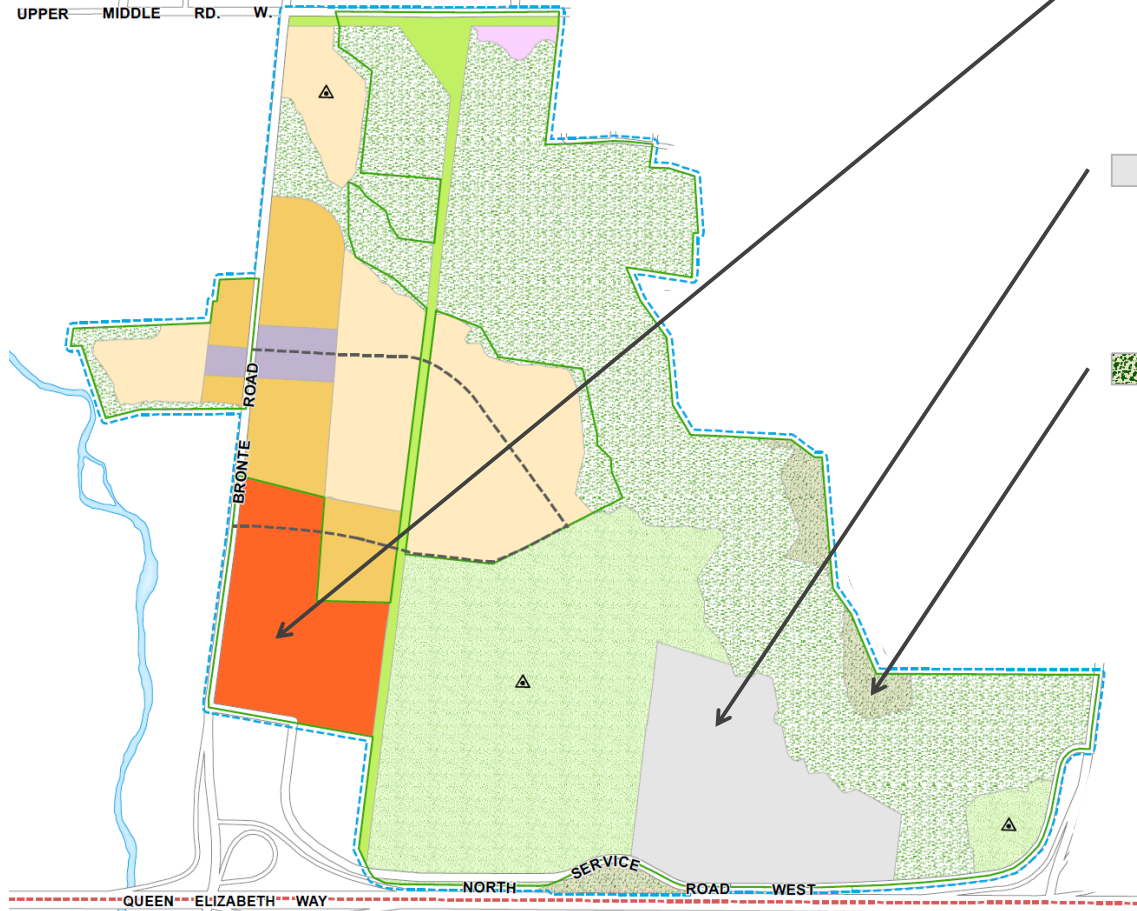 UPPER MIDDLE RD. W.
BRONTE ROAD
NORTH SERVICE ROAD WEST
QUEEN ELIZABETH WAY